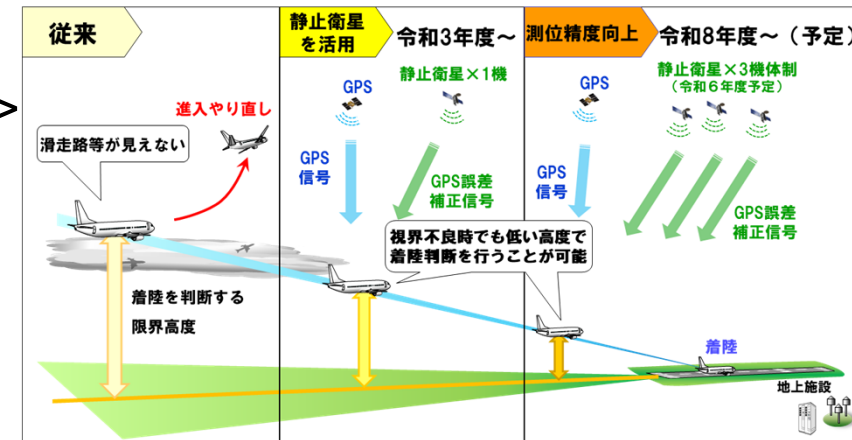 従来
進入やり直し
滑走路等が見えない
着陸を判断する
限界高度
静止衛星
を活用
令和3年度~
静止衛星×1機
GPS
GPS
信号
GPS誤差
補正信号
視界不良時でも低い高度で
着陸判断を行うことが可能
測位精度向上
令和8年度~(予定)
静止衛星×3機体制
(令和6年度予定)
GPS
GPS
信号
GPS誤差
補正信号
着陸
地上施設